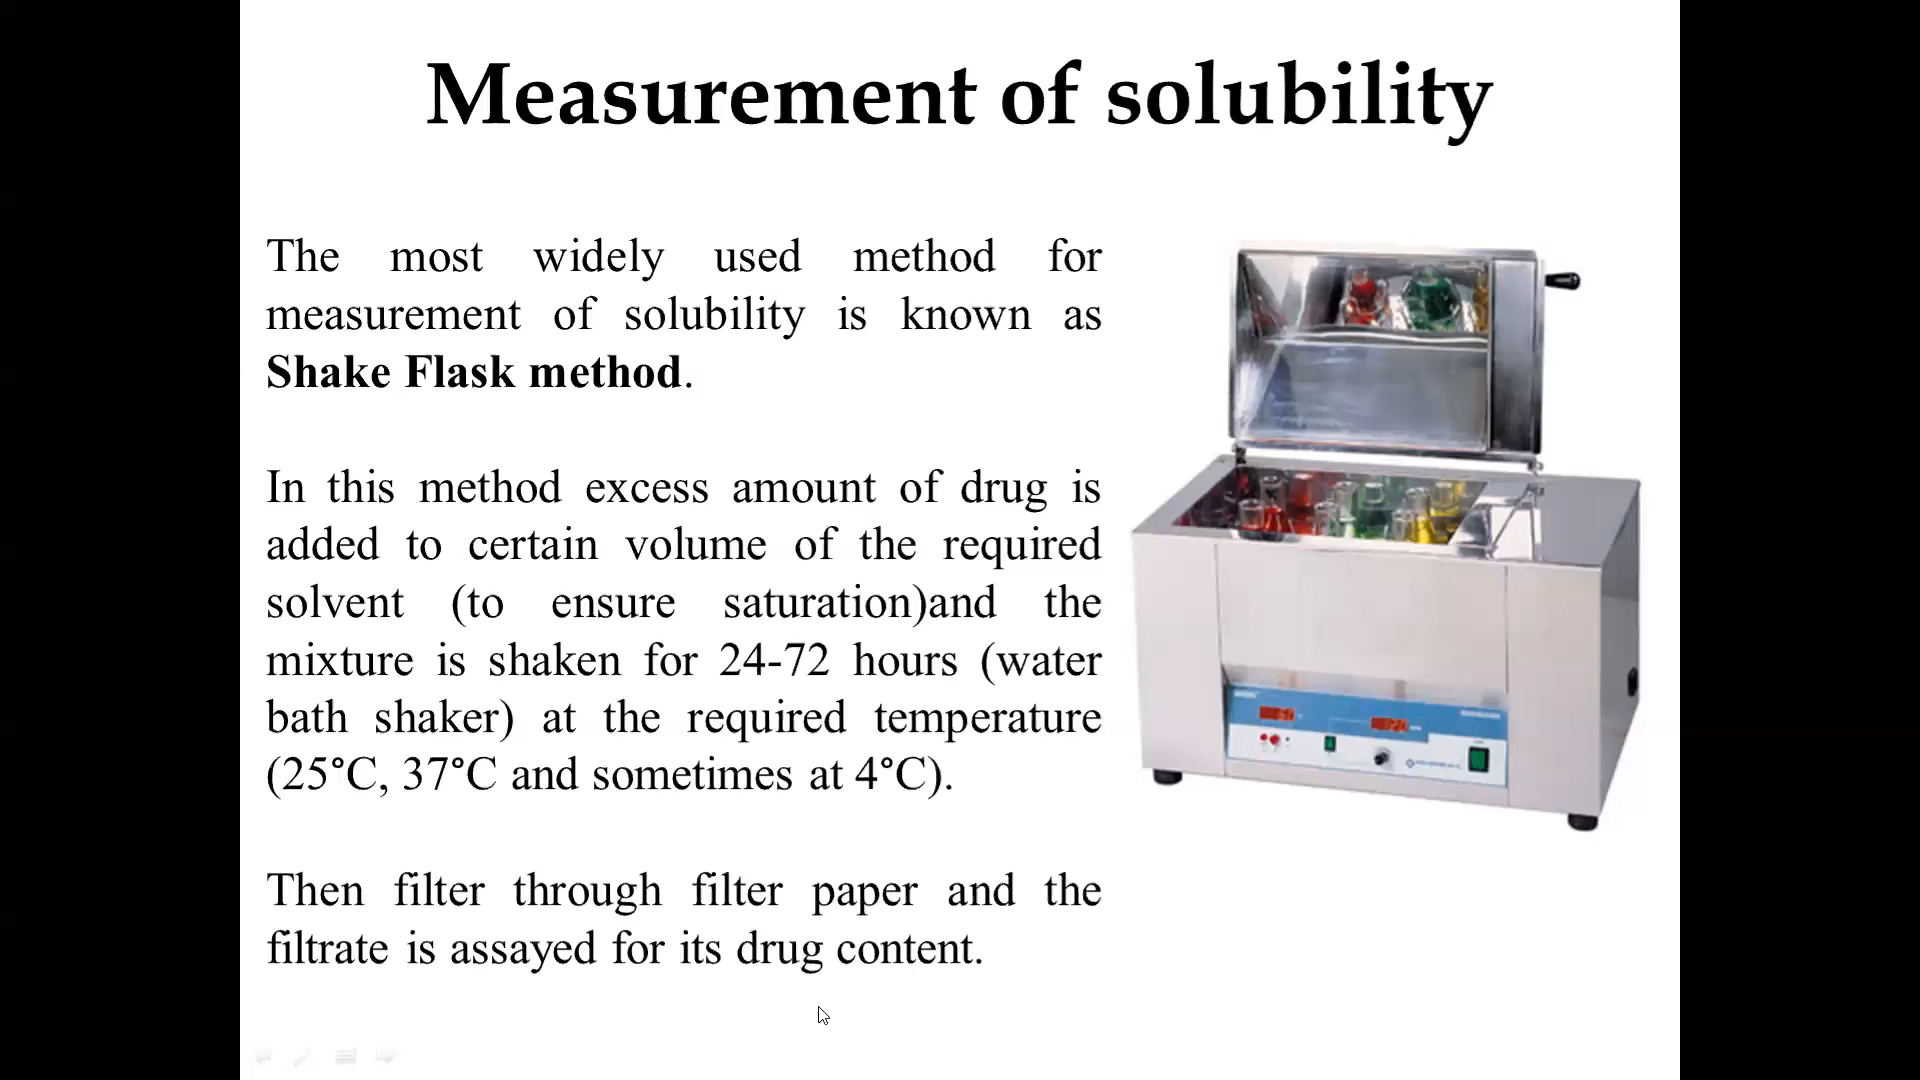 Measurement of solubility
The most widely used method for
measurement of solubility is known as
Shake Flask method.
In this method excess amount of drug is
added to certain volume of the required
solvent (to ensure saturation)and the
mixture is shaken for 24-72 hours (water
bath shaker) at the required temperature
(25°C, 37°C and sometimes at 4°C).
Then filter through filter paper and the
filtrate is assayed for its drug content.